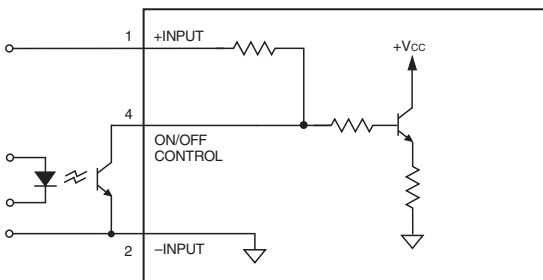 1
+INPUT
+Vcc
4
ON/OFF
CONTROL
2
–INPUT